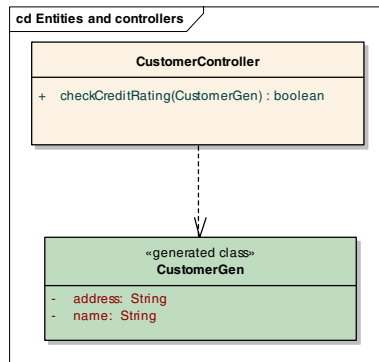 cd Entities and controllers
CustomerController
+ checkCreditRating(CustomerGen) : boolean
«generated class»
CustomerGen
- address: String
- name: String